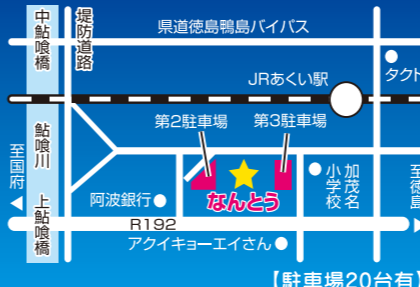 中鮎喰橋
堤防道路
県道徳島鴨島バイパス
タクト
JRあくい駅
鮎喰川
第2駐車場
第3駐車場
至国府
阿波銀行
なんとう
加茂名
小学校
至徳島
上鮎喰橋
R192
アクイキョーエイさん
【駐車場20台有】